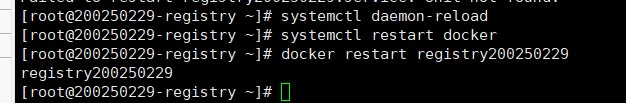 Failed to restart registry200250229.service: Unit not found.
[root@200250229-registry ~]# systemctl daemon-reload
[root@200250229-registry ~]# systemctl restart docker
[root@200250229-registry ~]# docker restart registry200250229
registry200250229
[root@200250229-registry ~]#